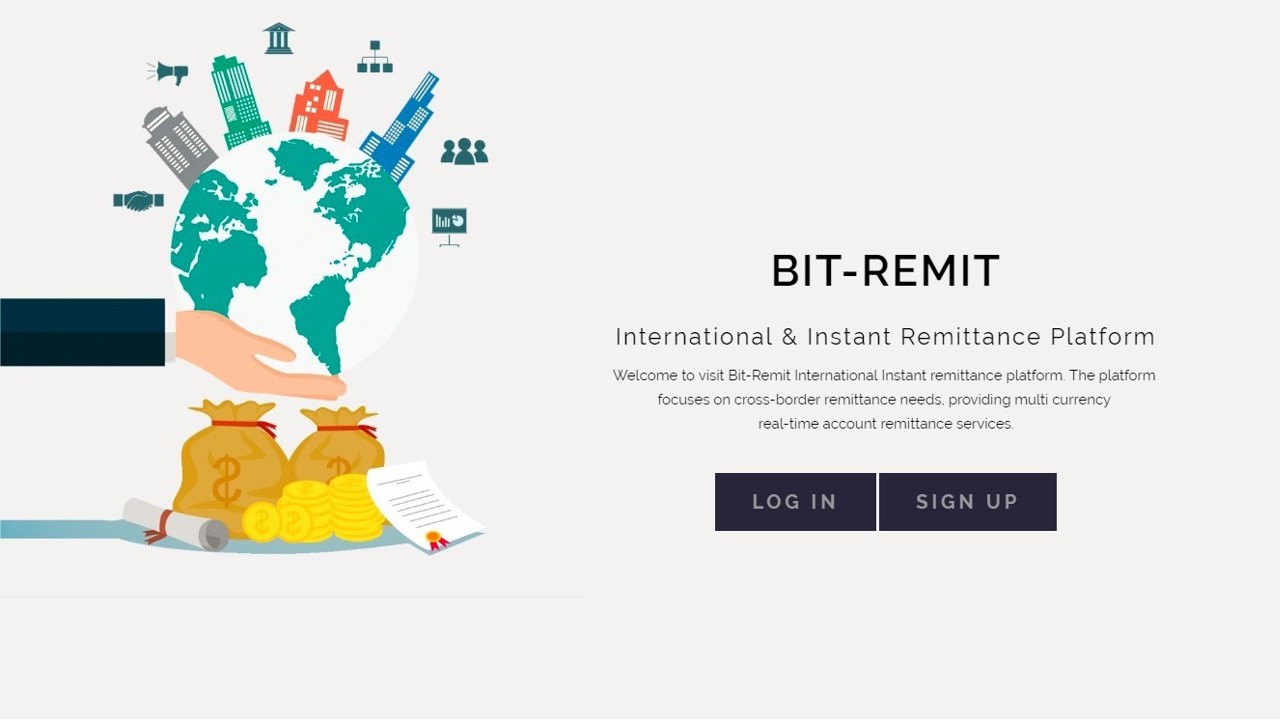 BIT-REMIT
International & Instant Remittance Platform
Welcome to visit Bit-Remit International Instant remittance platform. The platform
focuses on cross-border remittance needs, providing multi currency
real-time account remittance services.
LOG IN
SIGN UP